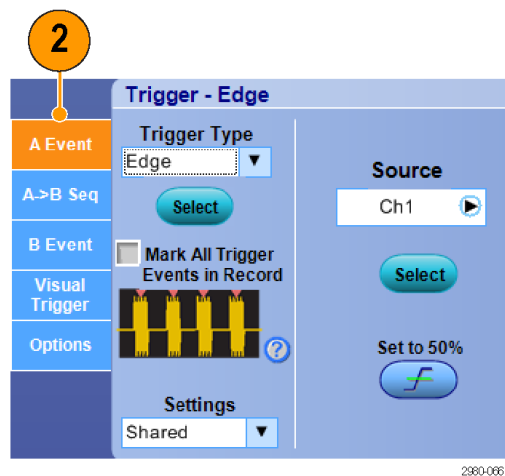 2
Trigger - Edge
A Event
A->B Seq
B Event
Visual
Trigger
Options
Trigger Type
Edge
Select
Mark All Trigger
Events in Record
?
Settings
Shared
Source
Ch1
Select
Set to 50%
2980-066